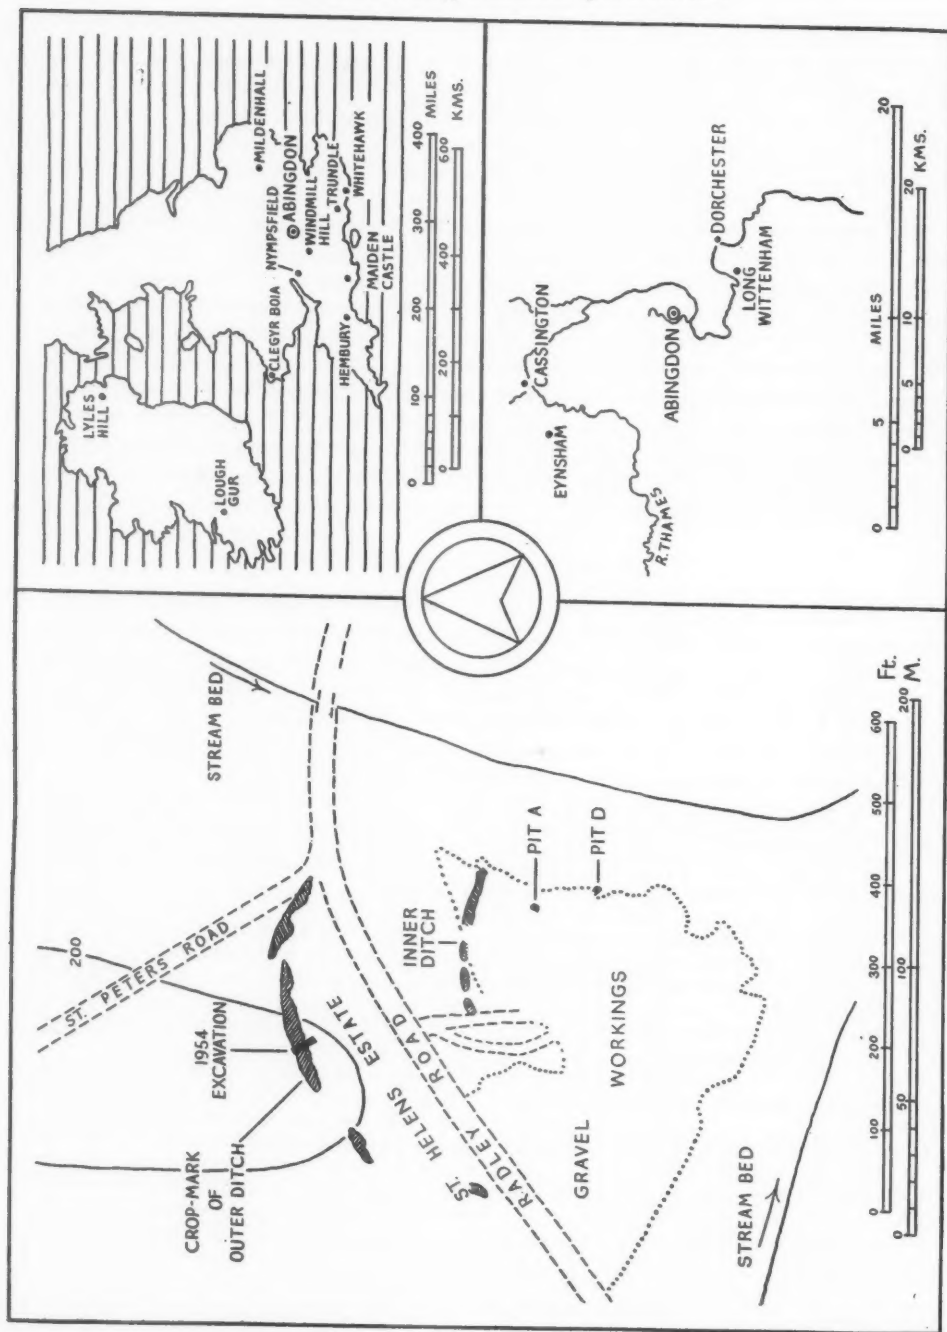 CROP-MARK
OF
OUTER DITCH
1954
EXCAVATION
200
ST. PETERS ROAD
STREAM BED
ST. HELENS ESTATE
RADLEY ROAD
INNER
DITCH
PIT A
PIT D
GRAVEL
WORKINGS
STREAM BED
0 100 200 300 400 500 600 Ft.
0 50 100 200 M.
LYLES
HILL
LOUGH
GUR
CLEGYR BOIA
NYMPSFIELD
MILDENHALL
ABINGDON
WINDMILL
HILL
TRUNDLE
WHITEHAWK
HEMBURY
MAIDEN
CASTLE
0 100 200 300 400 MILES
0 200 400 600 KMS.
CASSINGTON
EYNSHAM
R. THAMES
ABINGDON
DORCHESTER
LONG
WITTENHAM
MILES
0 5 20
0 5 10 20 KMS.